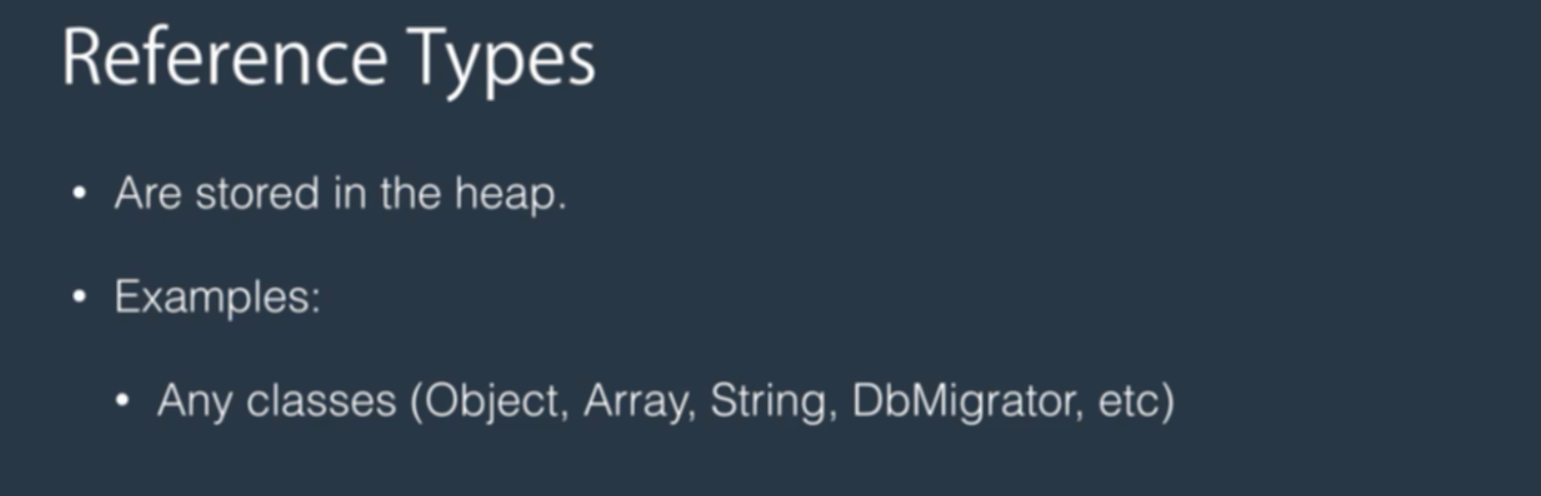 Reference Types
• Are stored in the heap.
• Examples:
• Any classes (Object, Array, String, DbMigrator, etc)